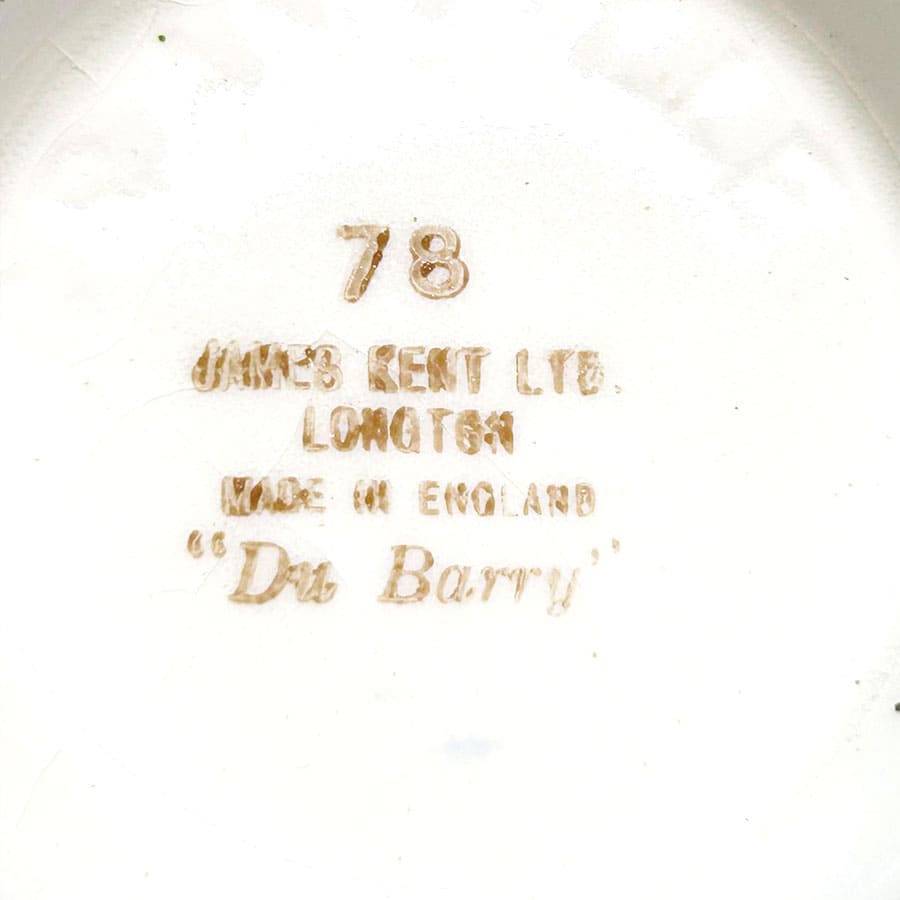 78
JAMES KENT LTD.
LONGTON
MADE IN ENGLAND
"Du Barry"